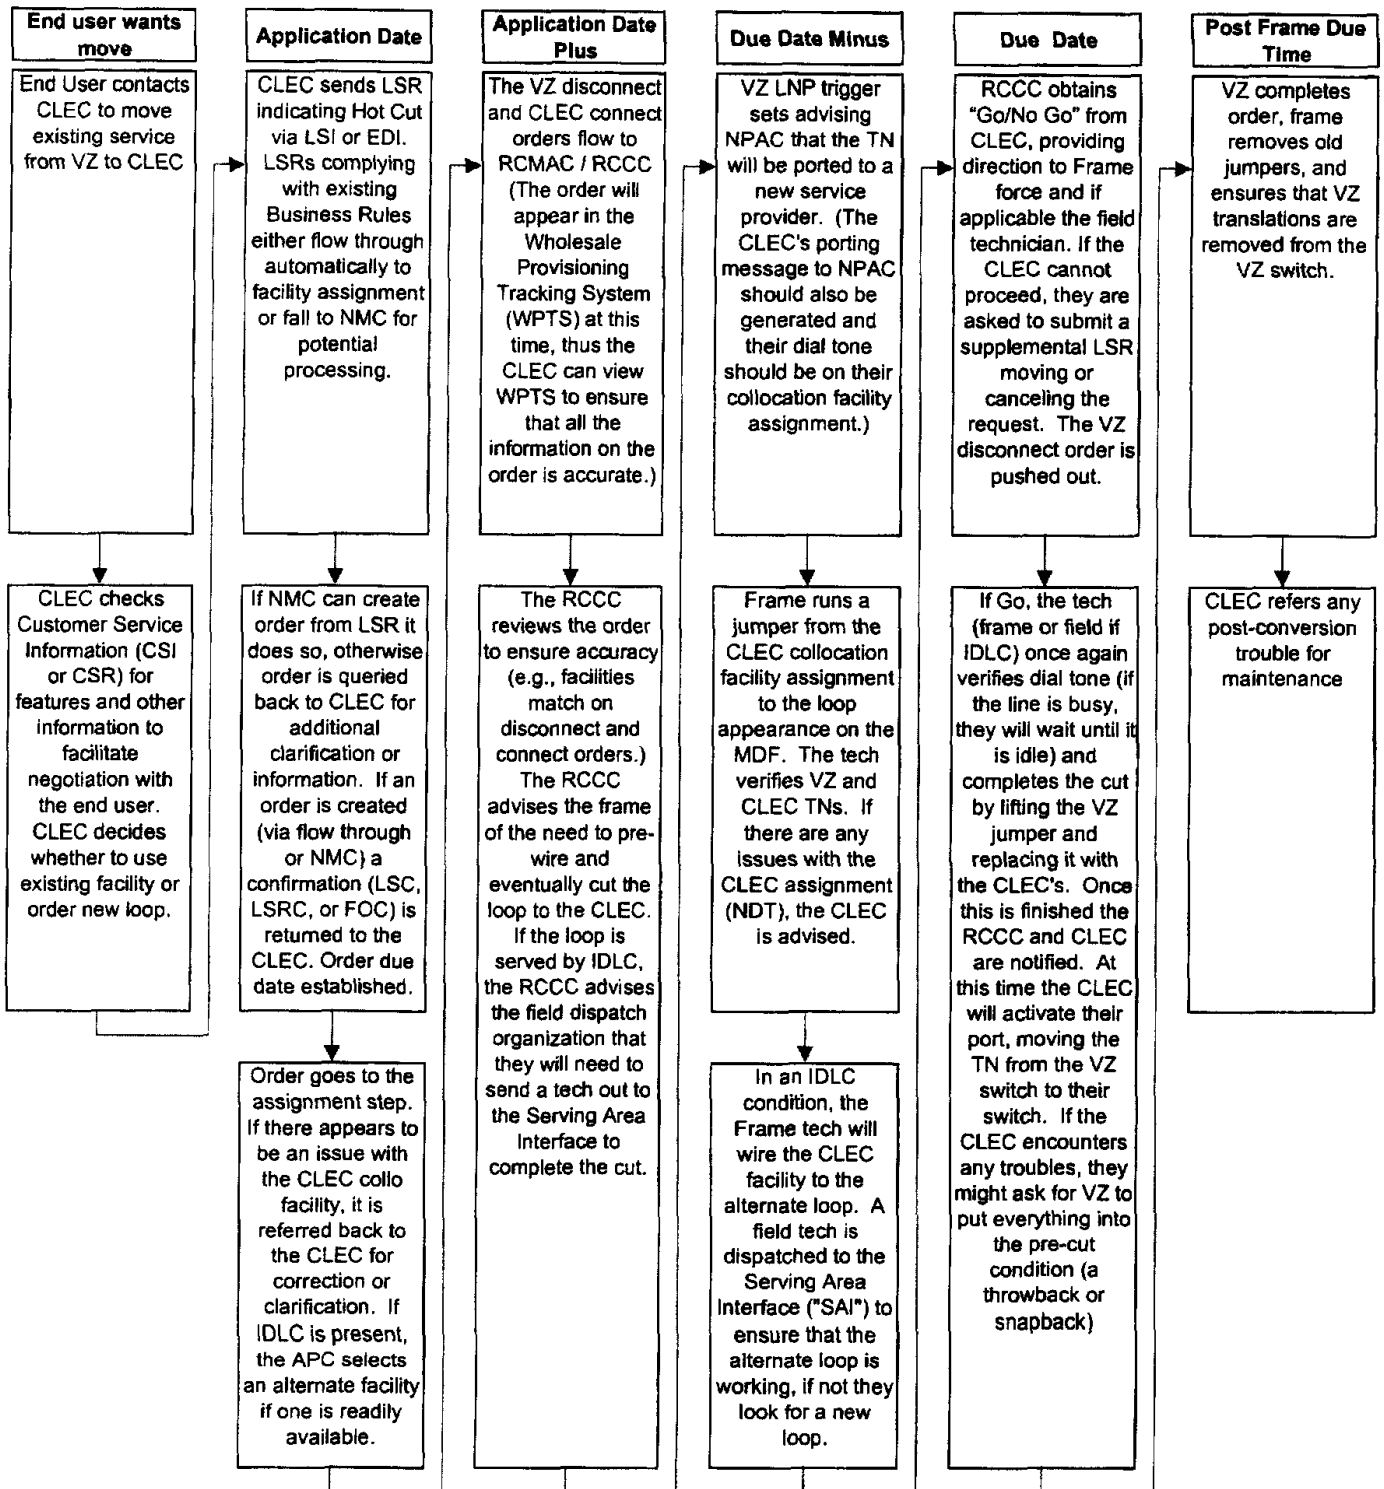 End user wants
move
End User contacts
CLEC to move
existing service
from VZ to CLEC
CLEC checks
Customer Service
Information (CSI
or CSR) for
features and other
information to
facilitate
negotiation with
the end user.
CLEC decides
whether to use
existing facility or
order new loop.
Application Date
CLEC sends LSR
indicating Hot Cut
via LSI or EDI.
LSRs complying
with existing
Business Rules
either flow through
automatically to
facility assignment
or fall to NMC for
potential
processing.
If NMC can create
order from LSR it
does so, otherwise
order is queried
back to CLEC for
additional
clarification or
information. If an
order is created
(via flow through
or NMC) a
confirmation (LSC,
LSRC, or FOC) is
returned to the
CLEC. Order due
date established.
Order goes to the
assignment step.
If there appears to
be an issue with
the CLEC collo
facility, it is
referred back to
the CLEC for
correction or
clarification. If
IDLC is present,
the APC selects
an alternate facility
if one is readily
available.
Application Date
Plus
The VZ disconnect
and CLEC connect
orders flow to
RCMAC / RCCC
(The order will
appear in the
Wholesale
Provisioning
Tracking System
(WPTS) at this
time, thus the
CLEC can view
WPTS to ensure
that all the
information on the
order is accurate.)
The RCCC
reviews the order
to ensure accuracy
(e.g., facilities
match on
disconnect and
connect orders.)
The RCCC
advises the frame
of the need to pre-
wire and
eventually cut the
loop to the CLEC.
If the loop is
served by IDLC,
the RCCC advises
the field dispatch
organization that
they will need to
send a tech out to
the Serving Area
Interface to
complete the cut.
Due Date Minus
VZ LNP trigger
sets advising
NPAC that the TN
will be ported to a
new service
provider. (The
CLEC's porting
message to NPAC
should also be
generated and
their dial tone
should be on their
collocation facility
assignment.)
Frame runs a
jumper from the
CLEC collocation
facility assignment
to the loop
appearance on the
MDF. The tech
verifies VZ and
CLEC TNs. If
there are any
issues with the
CLEC assignment
(NDT), the CLEC
is advised.
In an IDLC
condition, the
Frame tech will
wire the CLEC
facility to the
alternate loop. A
field tech is
dispatched to the
Serving Area
Interface ("SAI") to
ensure that the
alternate loop is
working, if not they
look for a new
loop.
Due Date
RCCC obtains
"Go/No Go" from
CLEC, providing
direction to Frame
force and if
applicable the field
technician. If the
CLEC cannot
proceed, they are
asked to submit a
supplemental LSR
moving or
canceling the
request. The VZ
disconnect order is
pushed out.
If Go, the tech
(frame or field if
IDLC) once again
verifies dial tone (if
the line is busy,
they will wait until it
is idle) and
completes the cut
by lifting the VZ
jumper and
replacing it with
the CLEC's. Once
this is finished the
RCCC and CLEC
are notified. At
this time the CLEC
will activate their
port, moving the
TN from the VZ
switch to their
switch. If the
CLEC encounters
any troubles, they
might ask for VZ to
put everything into
the pre-cut
condition (a
throwback or
snapback)
Post Frame Due
Time
VZ completes
order, frame
removes old
jumpers, and
ensures that VZ
translations are
removed from the
VZ switch.
CLEC refers any
post-conversion
trouble for
maintenance